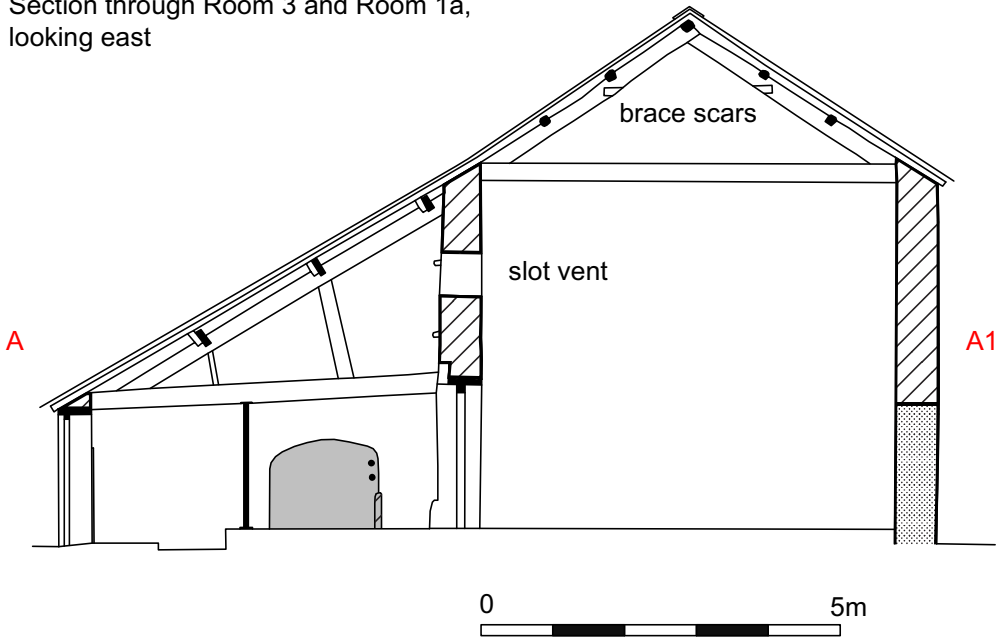 Section through Room 3 and Room 1a,
looking east
brace scars
slot vent
A
A1
0
5m